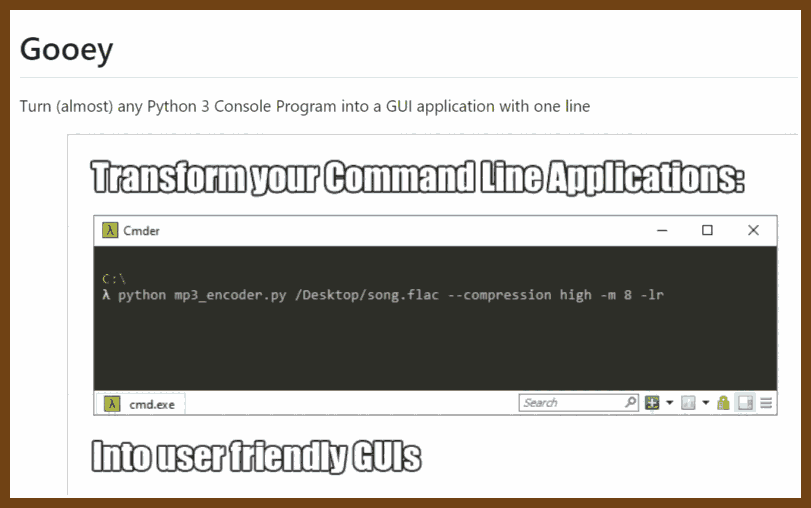 Gooey
Turn (almost) any Python 3 Console Program into a GUI application with one line
Transform your Command Line Applications:
λ Cmder
C:\
λ python mp3_encoder.py /Desktop/song.flac --compression high -m 8 -lr
λ cmd.exe
Search
Into user friendly GUIs